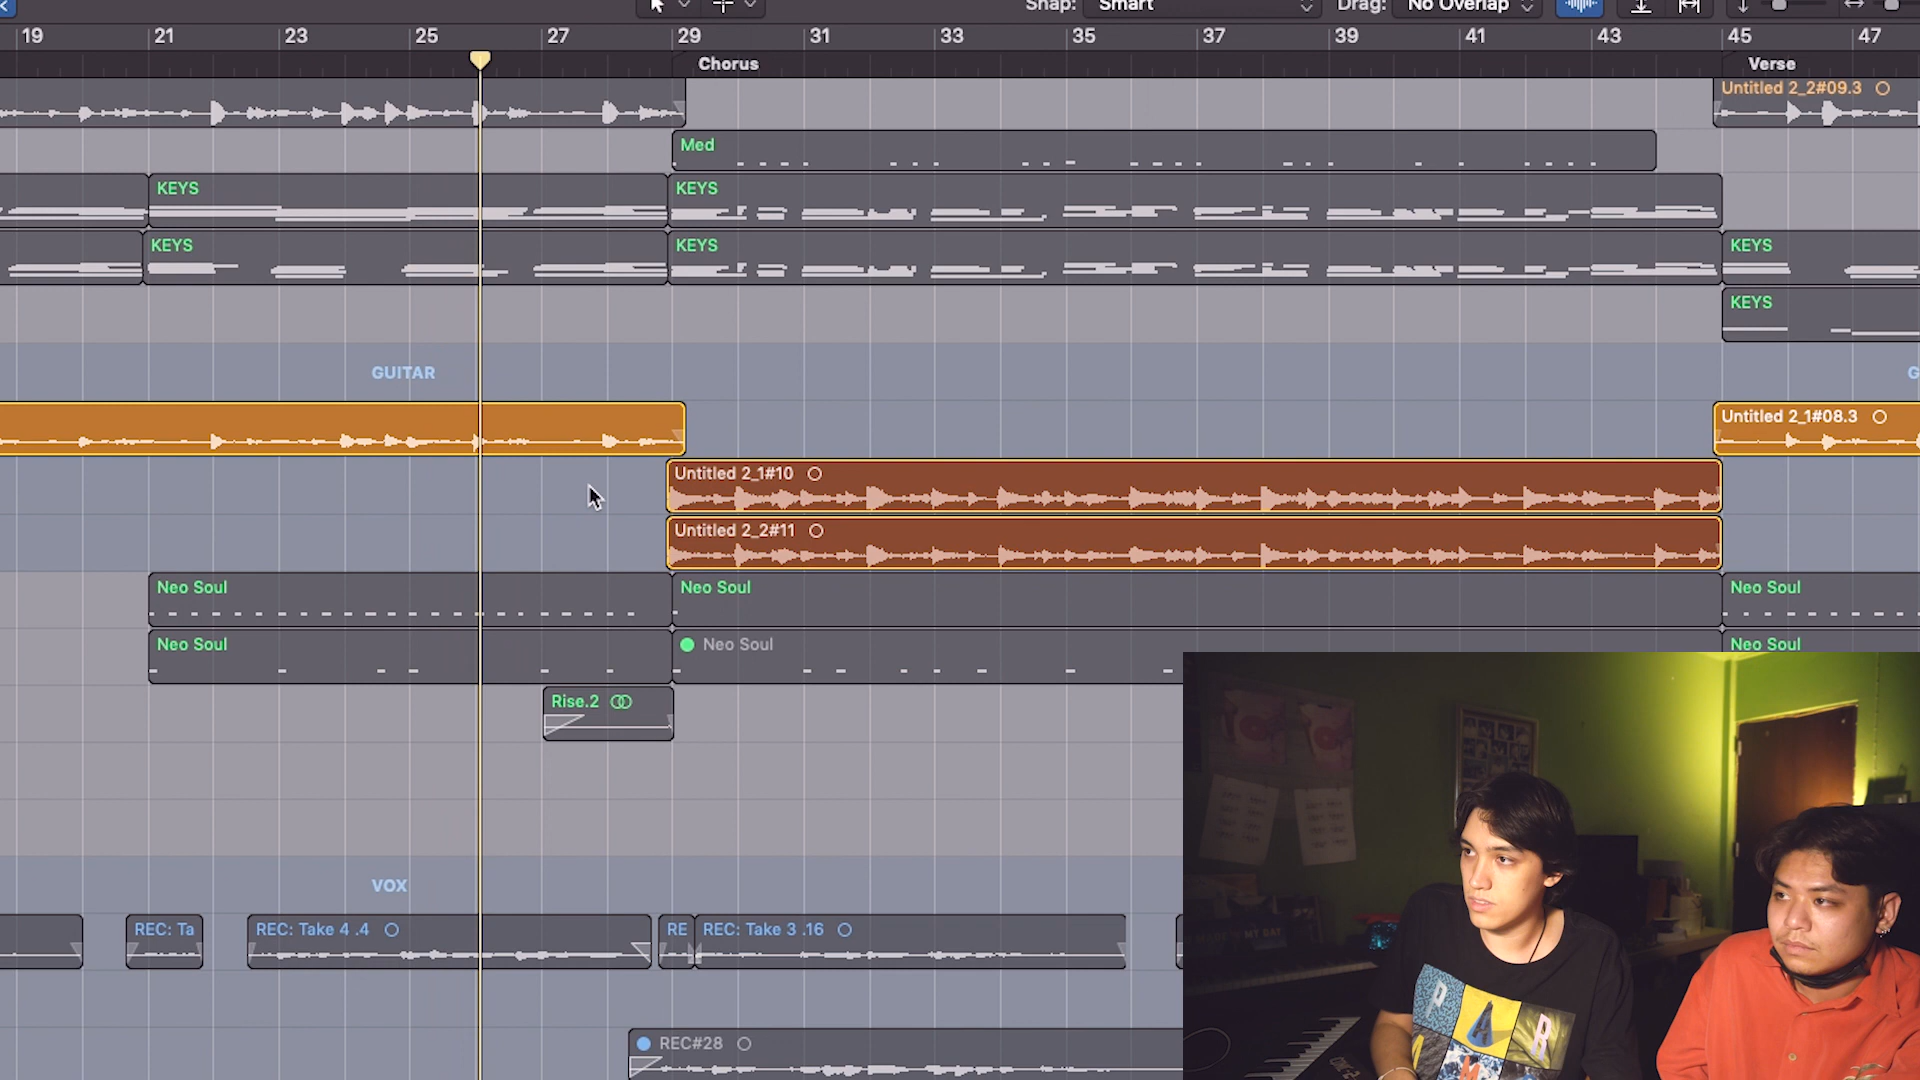 Snap: Smart Drag: No Overlap
19 21 23 25 27 29 31 33 35 37 39 41 43 45 47
Chorus Verse
Untitled 2_2#09.3
Med
KEYS KEYS
KEYS KEYS KEYS
KEYS
GUITAR G
Untitled 2_1#08.3
Untitled 2_1#10
Untitled 2_2#11
Neo Soul Neo Soul Neo Soul
Neo Soul Neo Soul Neo Soul
Rise.2
VOX
REC: Ta REC: Take 4 .4 RE REC: Take 3 .16
REC#28
P A R